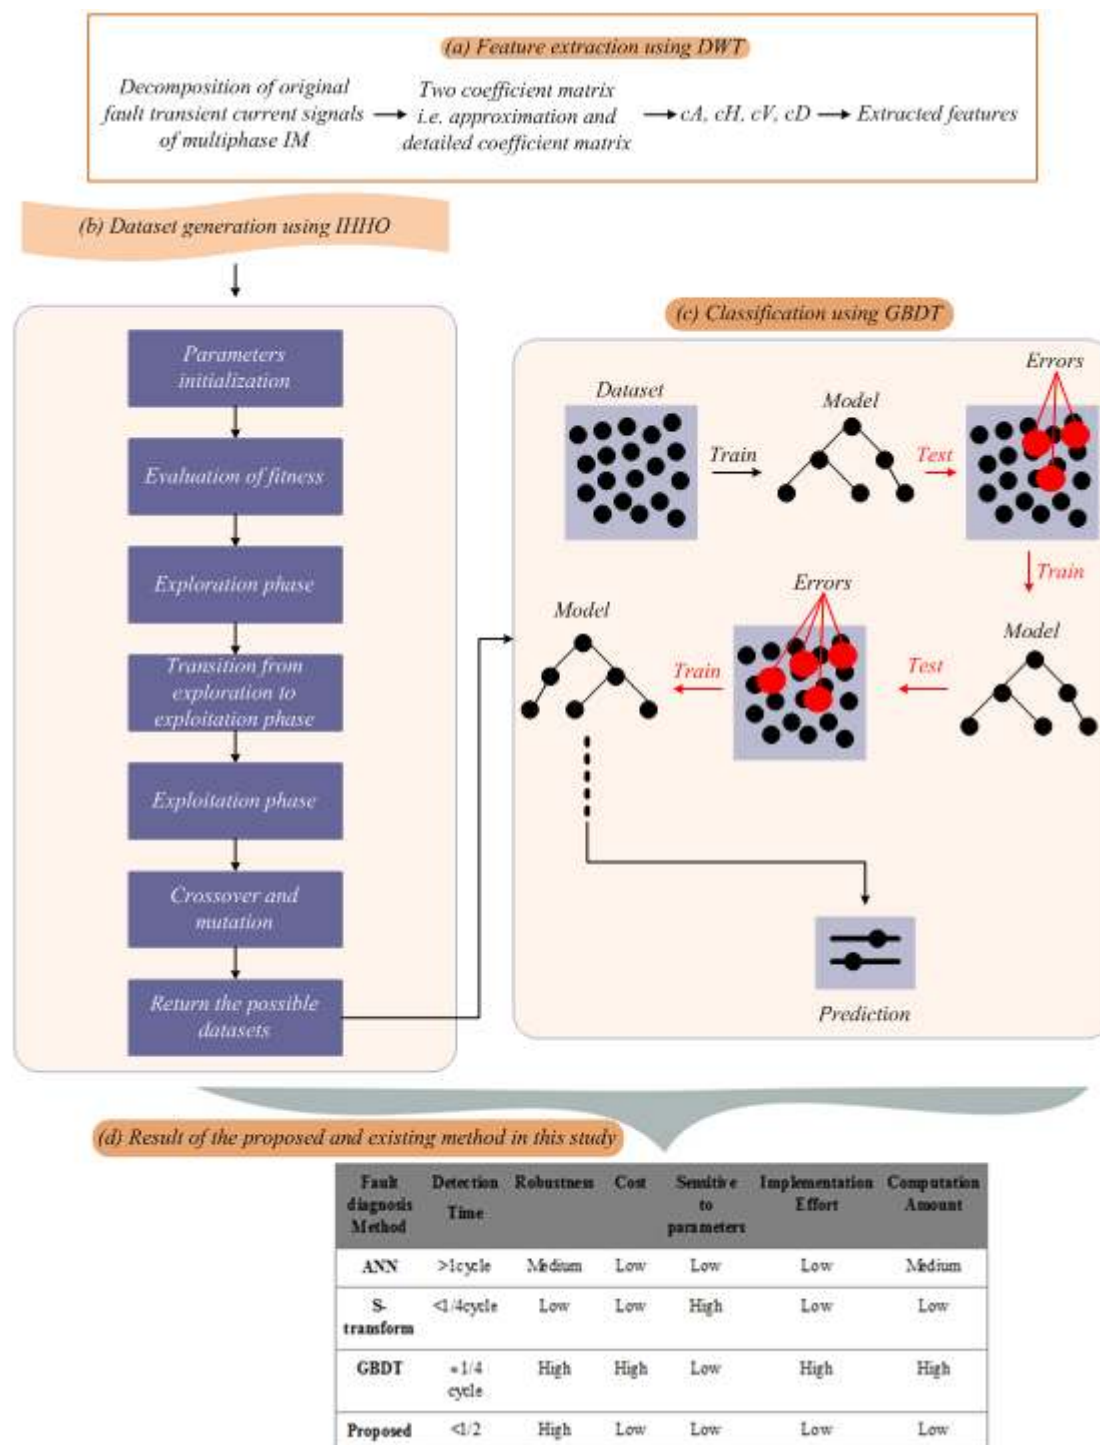 (a) Feature extraction using DWT
Decomposition of original
fault transient current signals
of multiphase IM
Two coefficient matrix
i.e. approximation and
detailed coefficient matrix
cA, cH, cV, cD
Extracted features
(b) Dataset generation using IHHO
Parameters
initialization
Evaluation of fitness
Exploration phase
Transition from
exploration to
exploitation phase
Exploitation phase
Crossover and
mutation
Return the possible
datasets
(c) Classification using GBDT
Dataset
Train
Model
Test
Errors
Train
Model
Test
Errors
Train
Model
Prediction
(d) Result of the proposed and existing method in this study
Fault
diagnosis
Method
Detection
Time
Robustness
Cost
Sensitive
to
parameters
Implementation
Effort
Computation
Amount
ANN >1cycle Medium Low Low Low Medium
S-
transform
<1/4cycle Low Low High Low Low
GBDT
=1/4
cycle
High High Low High High
Proposed <1/2 High Low Low Low Low